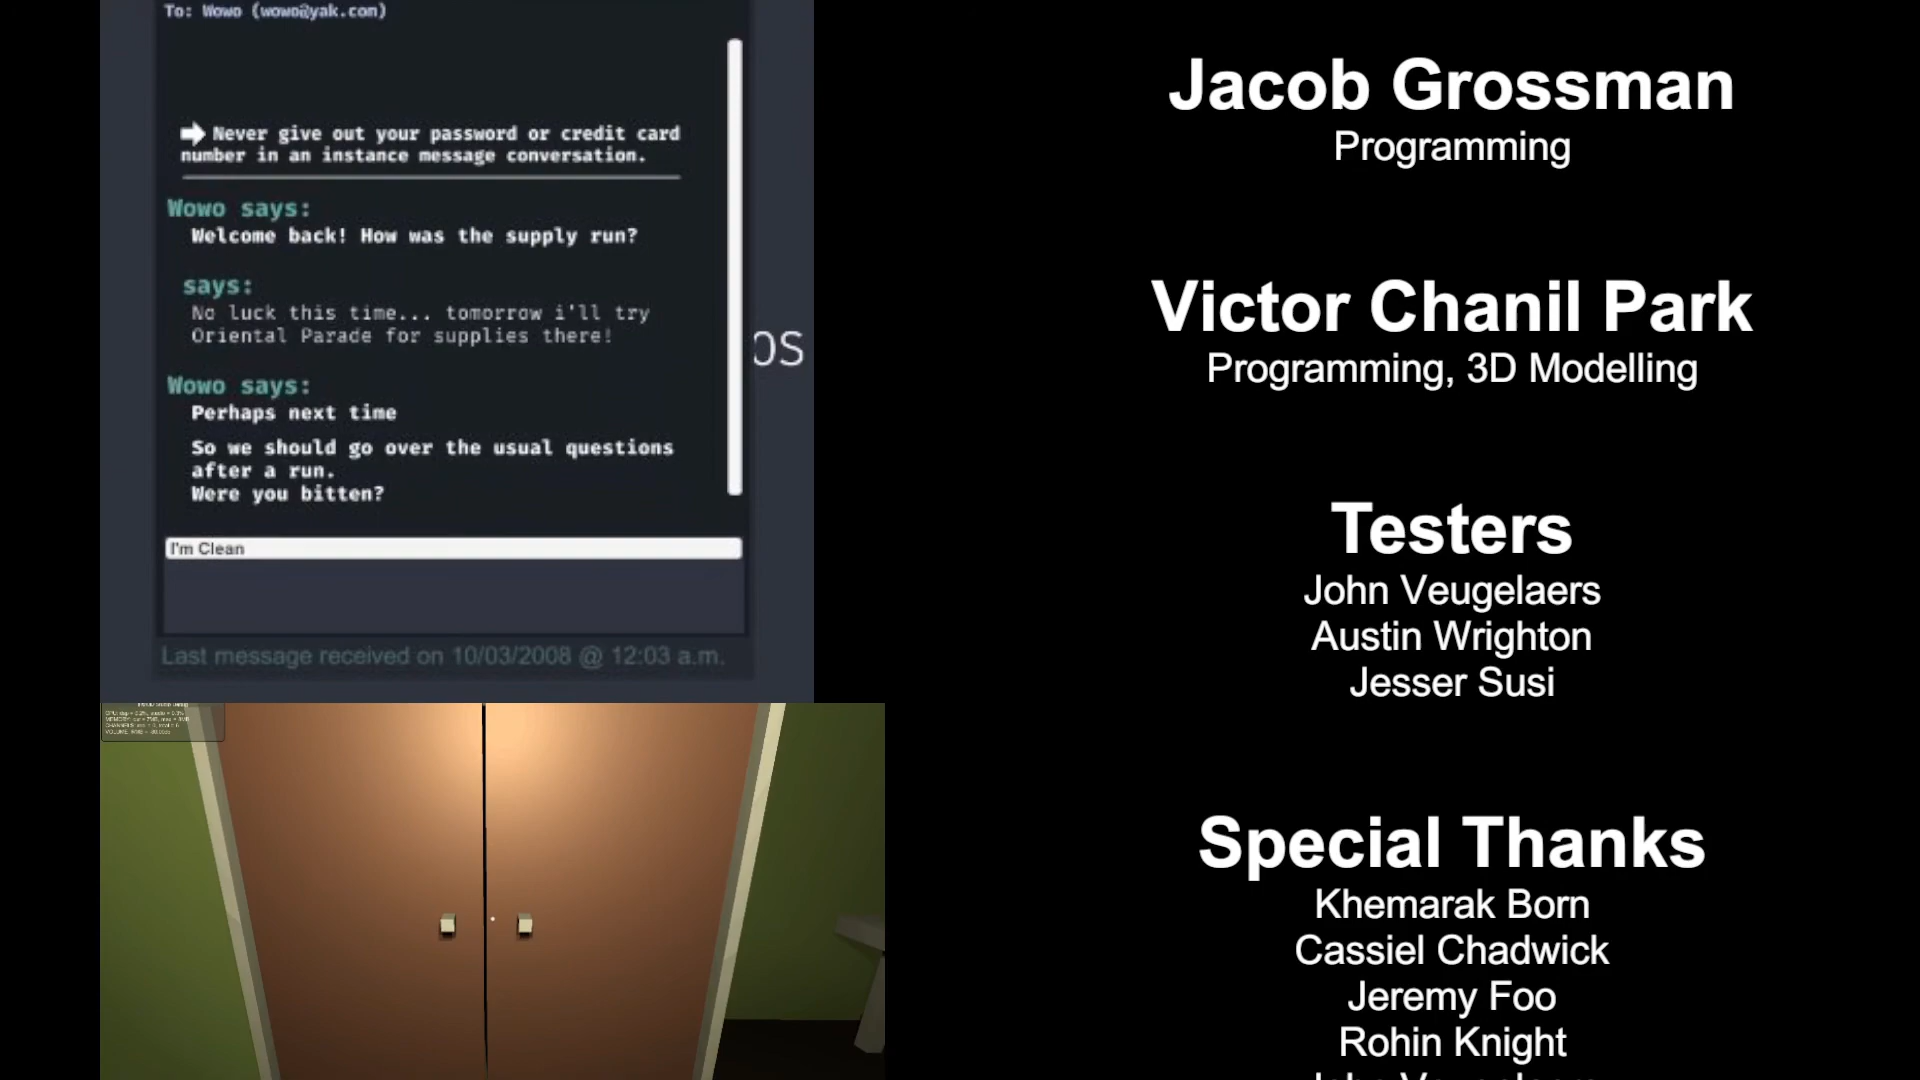 To: Wowo (wowo@yak.com)
Never give out your password or credit card
number in an instance message conversation.
Wowo says:
Welcome back! How was the supply run?
says:
No luck this time... tomorrow i'll try
Oriental Parade for supplies there!
Wowo says:
Perhaps next time
So we should go over the usual questions
after a run.
Were you bitten?
I'm Clean
Last message received on 10/03/2008 @ 12:03 a.m.
OS
Jacob Grossman
Programming
Victor Chanil Park
Programming, 3D Modelling
Testers
John Veugelaers
Austin Wrighton
Jesser Susi
Special Thanks
Khemarak Born
Cassiel Chadwick
Jeremy Foo
Rohin Knight